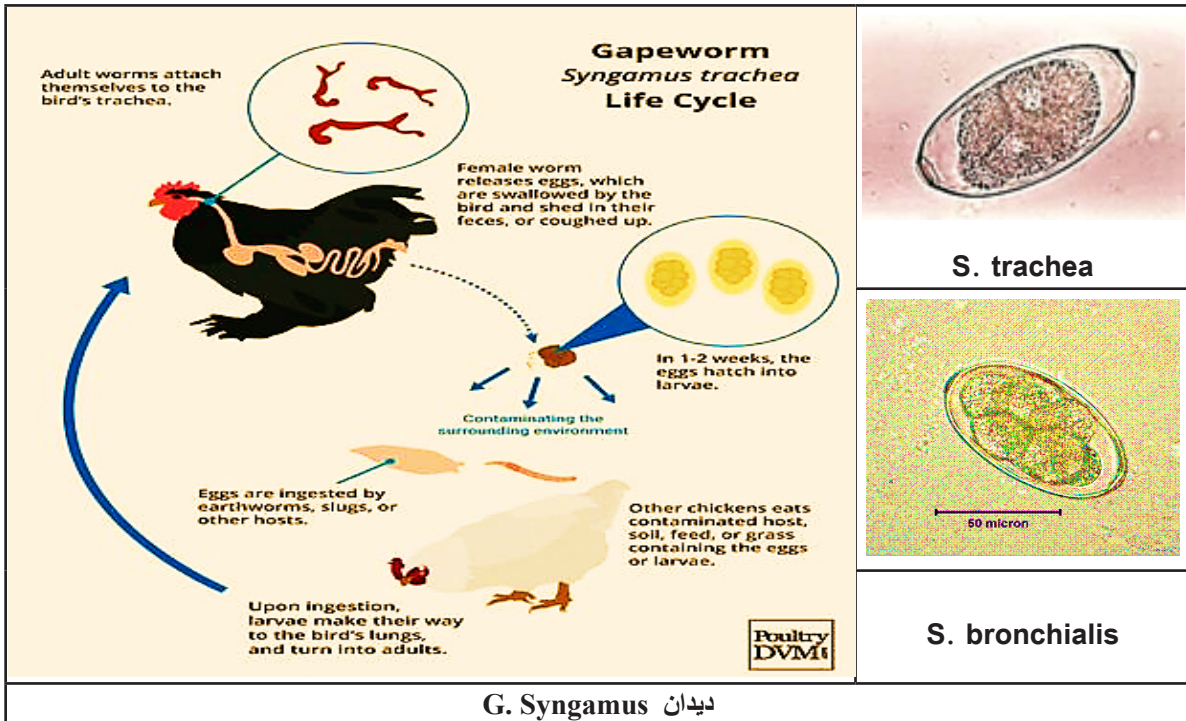 Gapeworm
Syngamus trachea
Life Cycle
Adult worms attach
themselves to the
bird's trachea.
Female worm
releases eggs, which
are swallowed by the
bird and shed in their
feces, or coughed up.
In 1-2 weeks, the
eggs hatch into
larvae.
Contaminating the
surrounding environment
Eggs are ingested by
earthworms, slugs, or
other hosts.
Other chickens eats
contaminated host,
soil, feed, or grass
containing the eggs
or larvae.
Upon ingestion,
larvae make their way
to the bird's lungs,
and turn into adults.
Poultry
DVM
S. trachea
50 micron
S. bronchialis
ديدان G. Syngamus